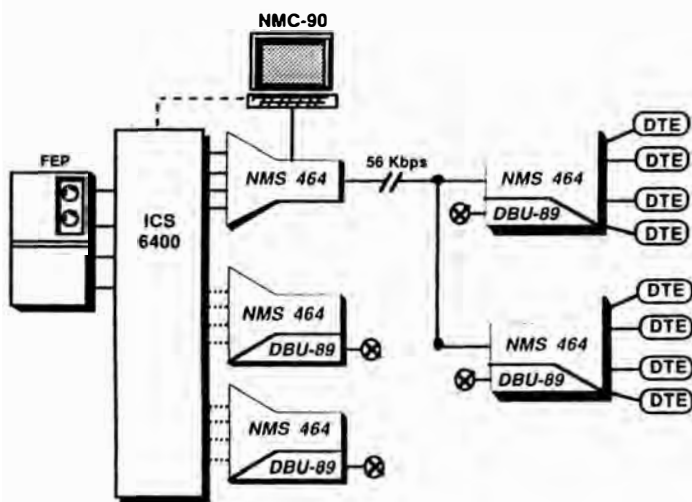 NMC-90
FEP
ICS
6400
NMS 464
56 Kbps
NMS 464
DBU-89
DTE
DTE
DTE
DTE
NMS 464
DBU-89
NMS 464
DBU-89
DTE
DTE
DTE
DTE
NMS 464
DBU-89